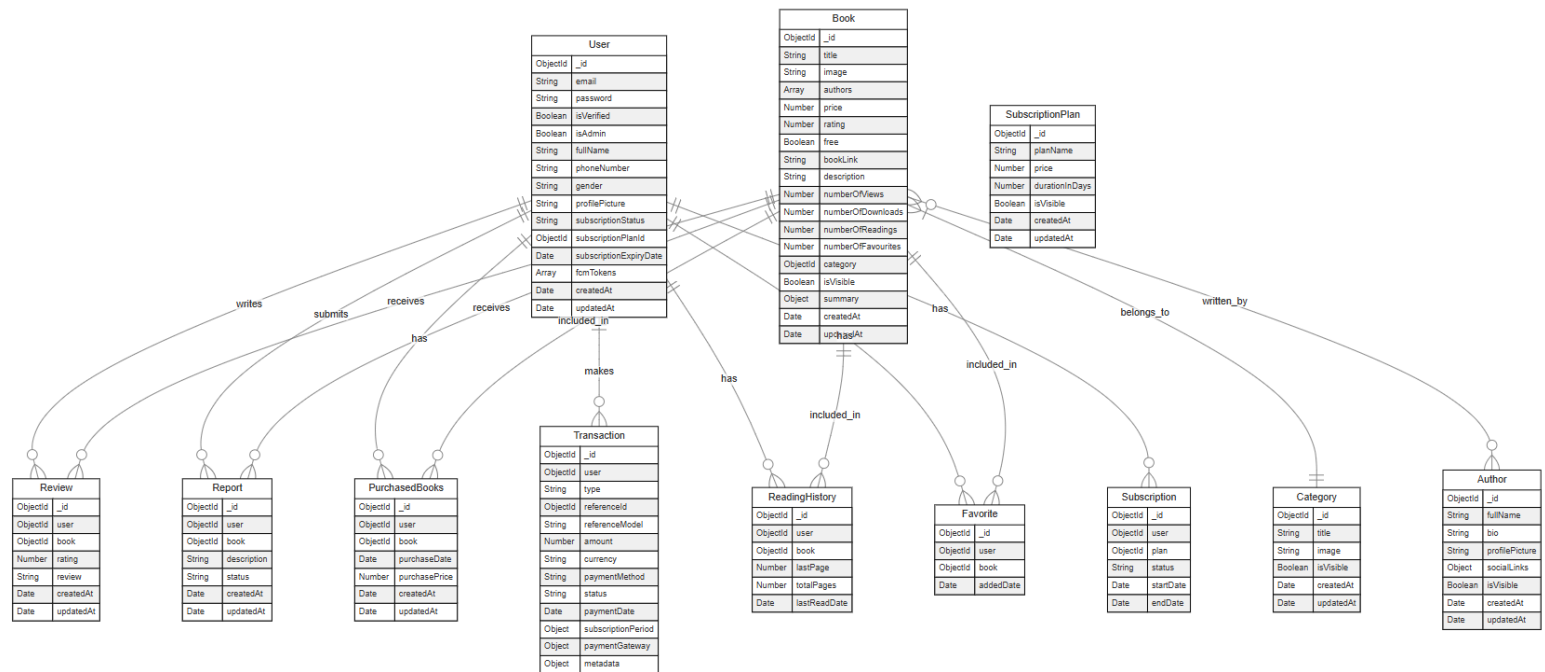 Book
ObjectId _id
String title
String image
Array authors
Number price
Number rating
Boolean free
String bookLink
String description
Number numberOfViews
Number numberOfDownloads
Number numberOfReadings
Number numberOfFavourites
ObjectId category
Boolean isVisible
Object summary
Date createdAt
Date updatedAt
User
ObjectId _id
String email
String password
Boolean isVerified
Boolean isAdmin
String fullName
String phoneNumber
String gender
String profilePicture
String subscriptionStatus
ObjectId subscriptionPlanId
Date subscriptionExpiryDate
Array fcmTokens
Date createdAt
Date updatedAt
SubscriptionPlan
ObjectId _id
String planName
Number price
Number durationInDays
Boolean isVisible
Date createdAt
Date updatedAt
writes
submits
receives
has
receives
included_in
makes
has
has
included_in
included_in
has
belongs_to
written_by
Review
ObjectId _id
ObjectId user
ObjectId book
Number rating
String review
Date createdAt
Date updatedAt
Report
ObjectId _id
ObjectId user
ObjectId book
String description
String status
Date createdAt
Date updatedAt
PurchasedBooks
ObjectId _id
ObjectId user
ObjectId book
Date purchaseDate
Number purchasePrice
Date createdAt
Date updatedAt
Transaction
ObjectId _id
ObjectId user
String type
ObjectId referenceId
String referenceModel
Number amount
String currency
String paymentMethod
String status
Date paymentDate
Object subscriptionPeriod
Object paymentGateway
Object metadata
ReadingHistory
ObjectId _id
ObjectId user
ObjectId book
Number lastPage
Number totalPages
Date lastReadDate
Favorite
ObjectId _id
ObjectId user
ObjectId book
Date addedDate
Subscription
ObjectId _id
ObjectId user
ObjectId plan
String status
Date startDate
Date endDate
Category
ObjectId _id
String title
String image
Boolean isVisible
Date createdAt
Date updatedAt
Author
ObjectId _id
String fullName
String bio
String profilePicture
Object socialLinks
Boolean isVisible
Date createdAt
Date updatedAt